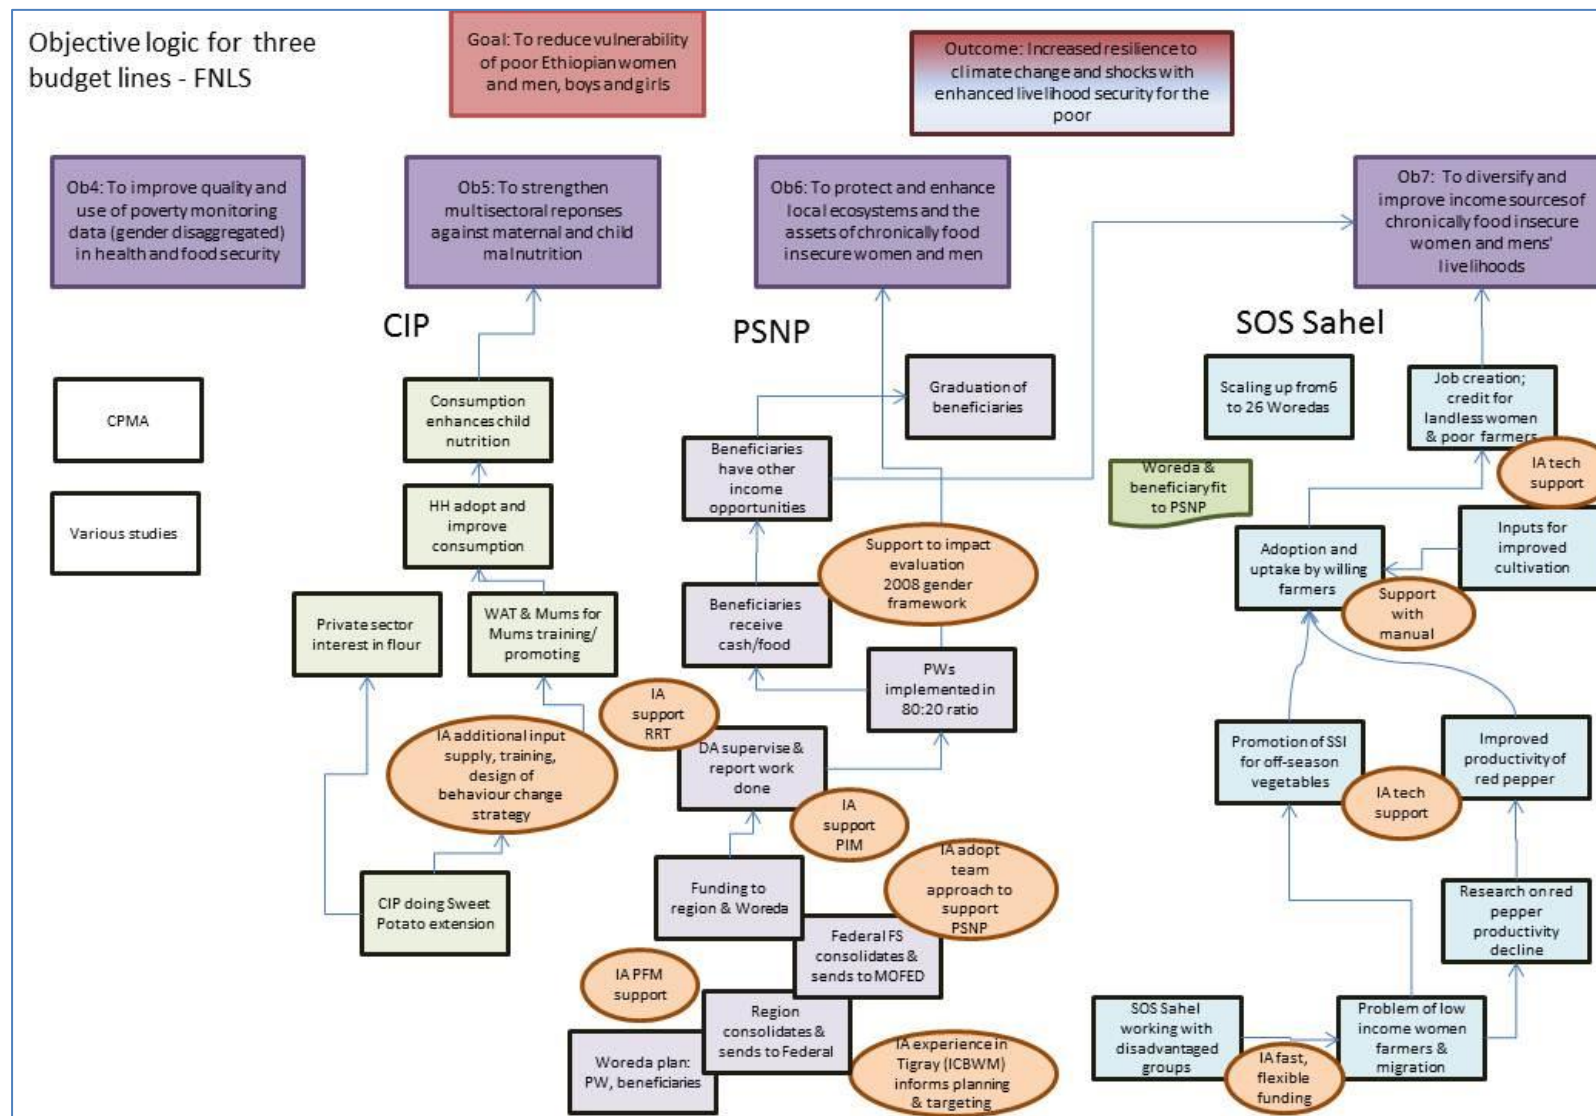 Objective logic for three
budget lines - FNLS
Goal: To reduce vulnerability
of poor Ethiopian women
and men, boys and girls
Outcome: Increased resilience to
climate change and shocks with
enhanced livelihood security for the
poor
Ob4: To improve quality and
use of poverty monitoring
data (gender disaggregated)
in health and food security
Ob5: To strengthen
multisectoral reponses
against maternal and child
malnutrition
Ob6: To protect and enhance
local ecosystems and the
assets of chronically food
insecure women and men
Ob7: To diversify and
improve income sources of
chronically food insecure
women and mens'
livelihoods
CIP
PSNP
SOS Sahel
CPMA
Various studies
Consumption
enhances child
nutrition
HH adopt and
improve
consumption
Private sector
interest in flour
WAT & Mums for
Mums training/
promoting
IA additional input
supply, training,
design of
behaviour change
strategy
CIP doing Sweet
Potato extension
Graduation of
beneficiaries
Beneficiaries
have other
income
opportunities
Support to impact
evaluation
2008 gender
framework
Beneficiaries
receive
cash/food
PWs
implemented in
80:20 ratio
IA
support
RRT
DA supervise &
report work
done
IA
support
PIM
Funding to
region & Woreda
IA adopt
team
approach to
support
PSNP
Federal FS
consolidates &
sends to MOFED
IA PFM
support
Region
consolidates &
sends to Federal
Woreda plan:
PW, beneficiaries
IA experience in
Tigray (ICBWM)
informs planning
& targeting
Scaling up from 6
to 26 Woredas
Job creation;
credit for
landless women
& poor farmers
IA tech
support
Woreda &
beneficiary fit
to PSNP
Adoption and
uptake by willing
farmers
Inputs for
improved
cultivation
Support
with
manual
Promotion of SSI
for off-season
vegetables
Improved
productivity of
red pepper
IA tech
support
Research on red
pepper
productivity
decline
SOS Sahel
working with
disadvantaged
groups
Problem of low
income women
farmers &
migration
IA fast,
flexible
funding